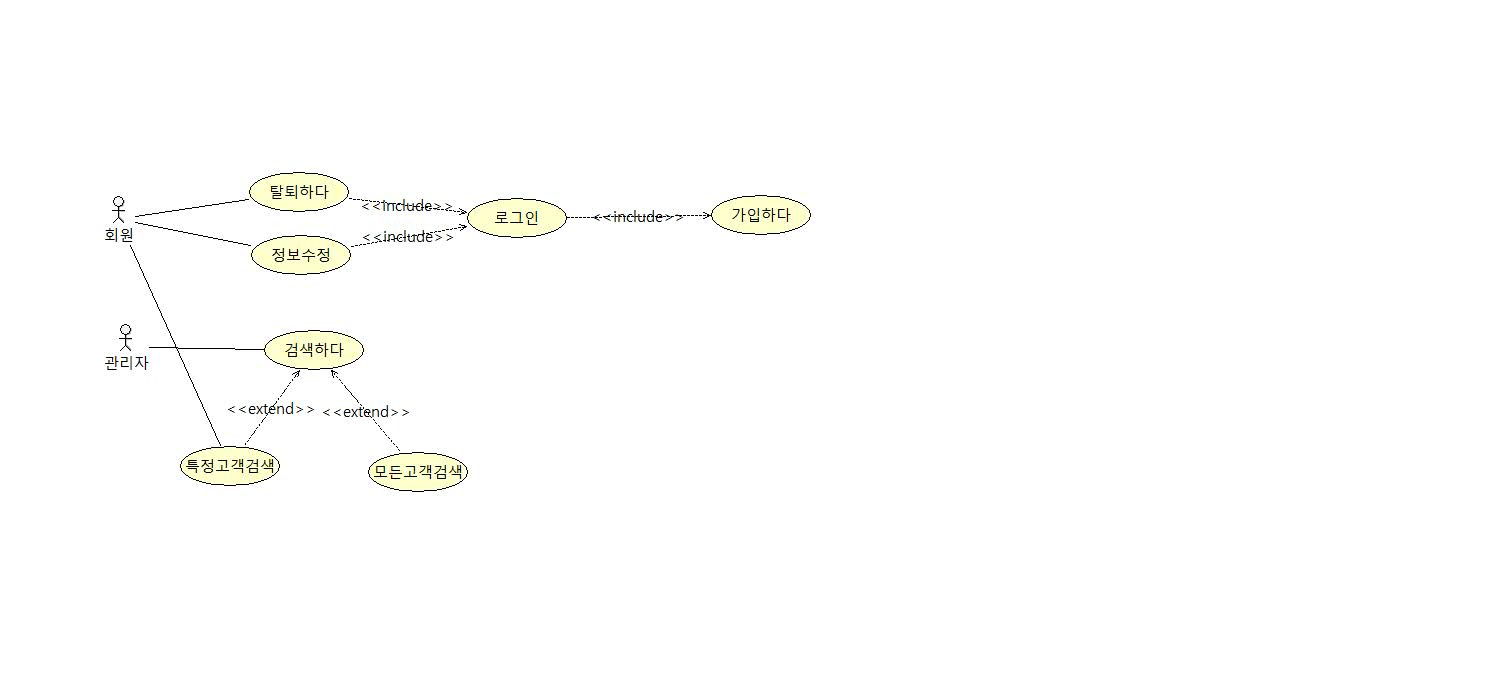 탈퇴하다
<<include>>
회원
로그인
<<include>>
가입하다
<<include>>
정보수정
관리자
검색하다
<<extend>>
<<extend>>
특정고객검색
모든고객검색